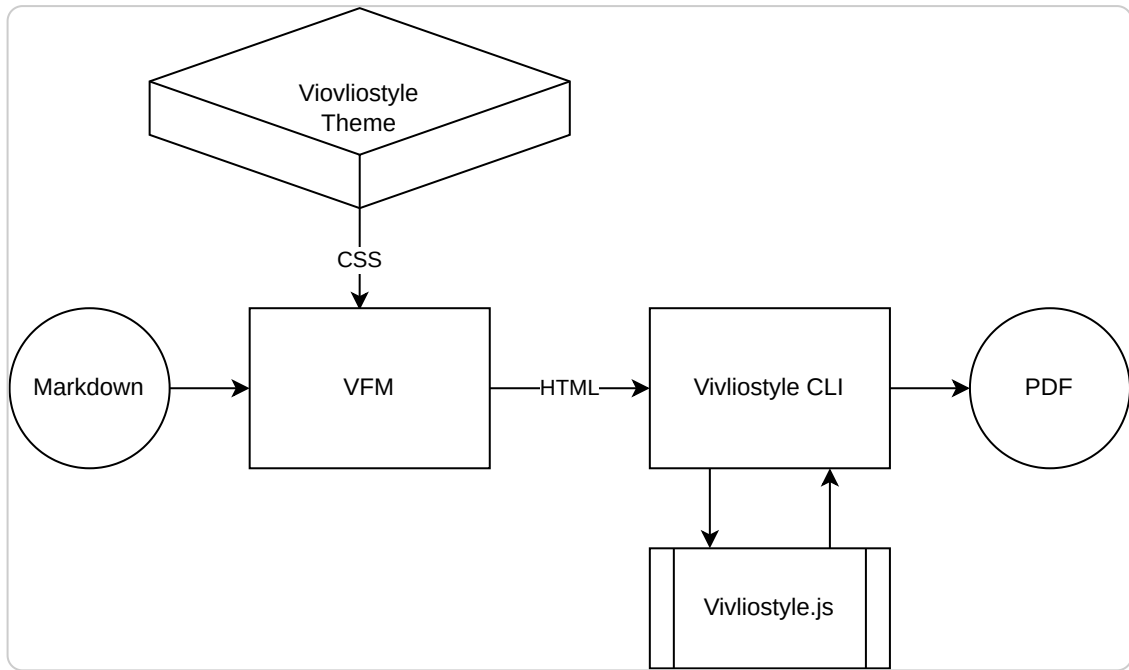 Viovliostyle
Theme
CSS
Markdown
VFM
HTML
Vivliostyle CLI
PDF
Vivliostyle.js